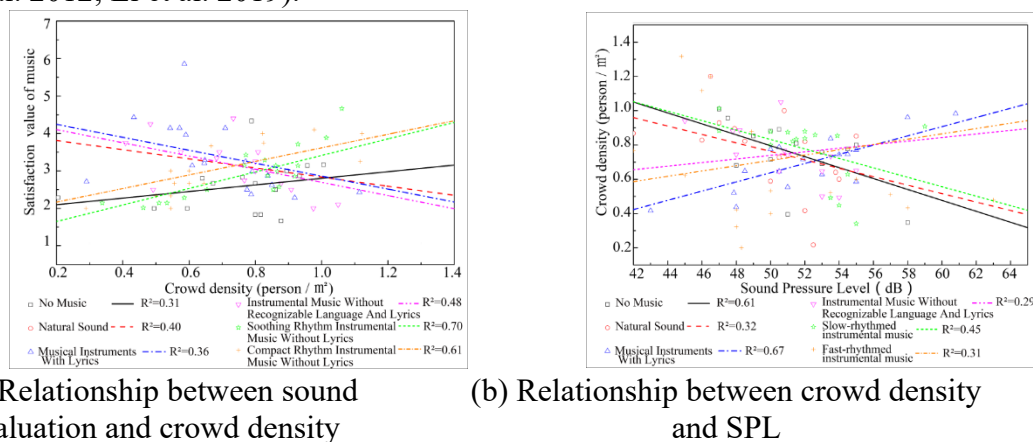 un. 2012, Li et al. 2019).
7
6
5
4
3
2
1
Satisfaction value of music
0.2 0.4 0.6 0.8 1.0 1.2 1.4
Crowd density (person / ㎡)
No Music R²=0.31
Natural Sound R²=0.40
Musical Instruments With Lyrics R²=0.36
Instrumental Music Without Recognizable Language And Lyrics R²=0.48
Soothing Rhythm Instrumental Music Without Lyrics R²=0.70
Compact Rhythm Instrumental Music Without Lyrics R²=0.61
Relationship between sound
aluation and crowd density
1.4
1.2
1.0
0.8
0.6
0.4
0.2
Crowd density (person / ㎡)
42 44 46 48 50 52 54 56 58 60 62
Sound Pressure Level ( dB )
No Music R²=0.61
Natural Sound R²=0.32
Musical Instruments With Lyrics R²=0.67
Instrumental Music Without Recognizable Language And Lyrics R²=0.29
Slow-rhythmed instrumental music R²=0.45
Fast-rhythmed instrumental music R²=0.31
(b) Relationship between crowd density
and SPL